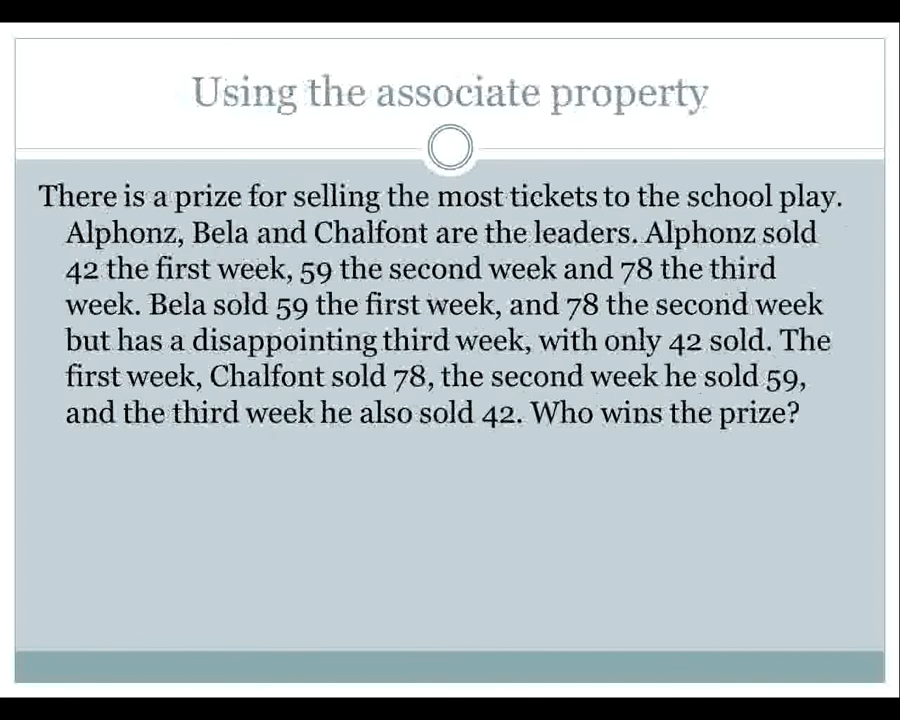 Using the associate property
There is a prize for selling the most tickets to the school play.
Alphonz, Bela and Chalfont are the leaders. Alphonz sold
42 the first week, 59 the second week and 78 the third
week. Bela sold 59 the first week, and 78 the second week
but has a disappointing third week, with only 42 sold. The
first week, Chalfont sold 78, the second week he sold 59,
and the third week he also sold 42. Who wins the prize?